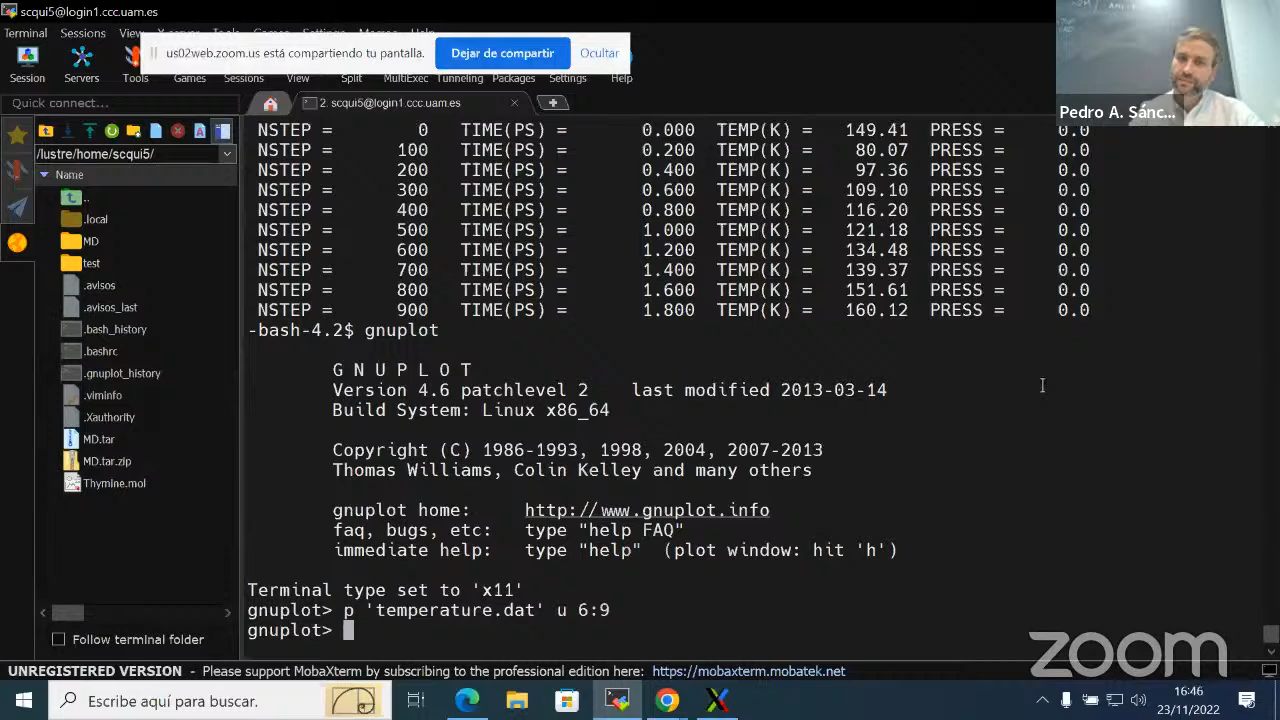 scqui5@login1.ccc.uam.es
Terminal Sessions View X server Tools Games Settings Macros Help
us02web.zoom.us está compartiendo tu pantalla. Dejar de compartir Ocultar
Session Servers Tools Games Sessions View Split MultiExec Tunneling Packages Settings Help
Pedro A. Sánc...
Quick connect...
2. scqui5@login1.ccc.uam.es
/lustre/home/scqui5/
Name
..
.local
MD
test
.avisos
.avisos_last
.bash_history
.bashrc
.gnuplot_history
.viminfo
.Xauthority
MD.tar
MD.tar.zip
Thymine.mol
Follow terminal folder
NSTEP = 0 TIME(PS) = 0.000 TEMP(K) = 149.41 PRESS = 0.0
NSTEP = 100 TIME(PS) = 0.200 TEMP(K) = 80.07 PRESS = 0.0
NSTEP = 200 TIME(PS) = 0.400 TEMP(K) = 97.36 PRESS = 0.0
NSTEP = 300 TIME(PS) = 0.600 TEMP(K) = 109.10 PRESS = 0.0
NSTEP = 400 TIME(PS) = 0.800 TEMP(K) = 116.20 PRESS = 0.0
NSTEP = 500 TIME(PS) = 1.000 TEMP(K) = 121.18 PRESS = 0.0
NSTEP = 600 TIME(PS) = 1.200 TEMP(K) = 134.48 PRESS = 0.0
NSTEP = 700 TIME(PS) = 1.400 TEMP(K) = 139.37 PRESS = 0.0
NSTEP = 800 TIME(PS) = 1.600 TEMP(K) = 151.61 PRESS = 0.0
NSTEP = 900 TIME(PS) = 1.800 TEMP(K) = 160.12 PRESS = 0.0
-bash-4.2$ gnuplot
G N U P L O T
Version 4.6 patchlevel 2 last modified 2013-03-14
Build System: Linux x86_64
Copyright (C) 1986-1993, 1998, 2004, 2007-2013
Thomas Williams, Colin Kelley and many others
gnuplot home: http://www.gnuplot.info
faq, bugs, etc: type "help FAQ"
immediate help: type "help" (plot window: hit 'h')
Terminal type set to 'x11'
gnuplot> p 'temperature.dat' u 6:9
gnuplot>
zoom
UNREGISTERED VERSION - Please support MobaXterm by subscribing to the professional edition here: https://mobaxterm.mobatek.net
Escribe aquí para buscar.
16:46
23/11/2022